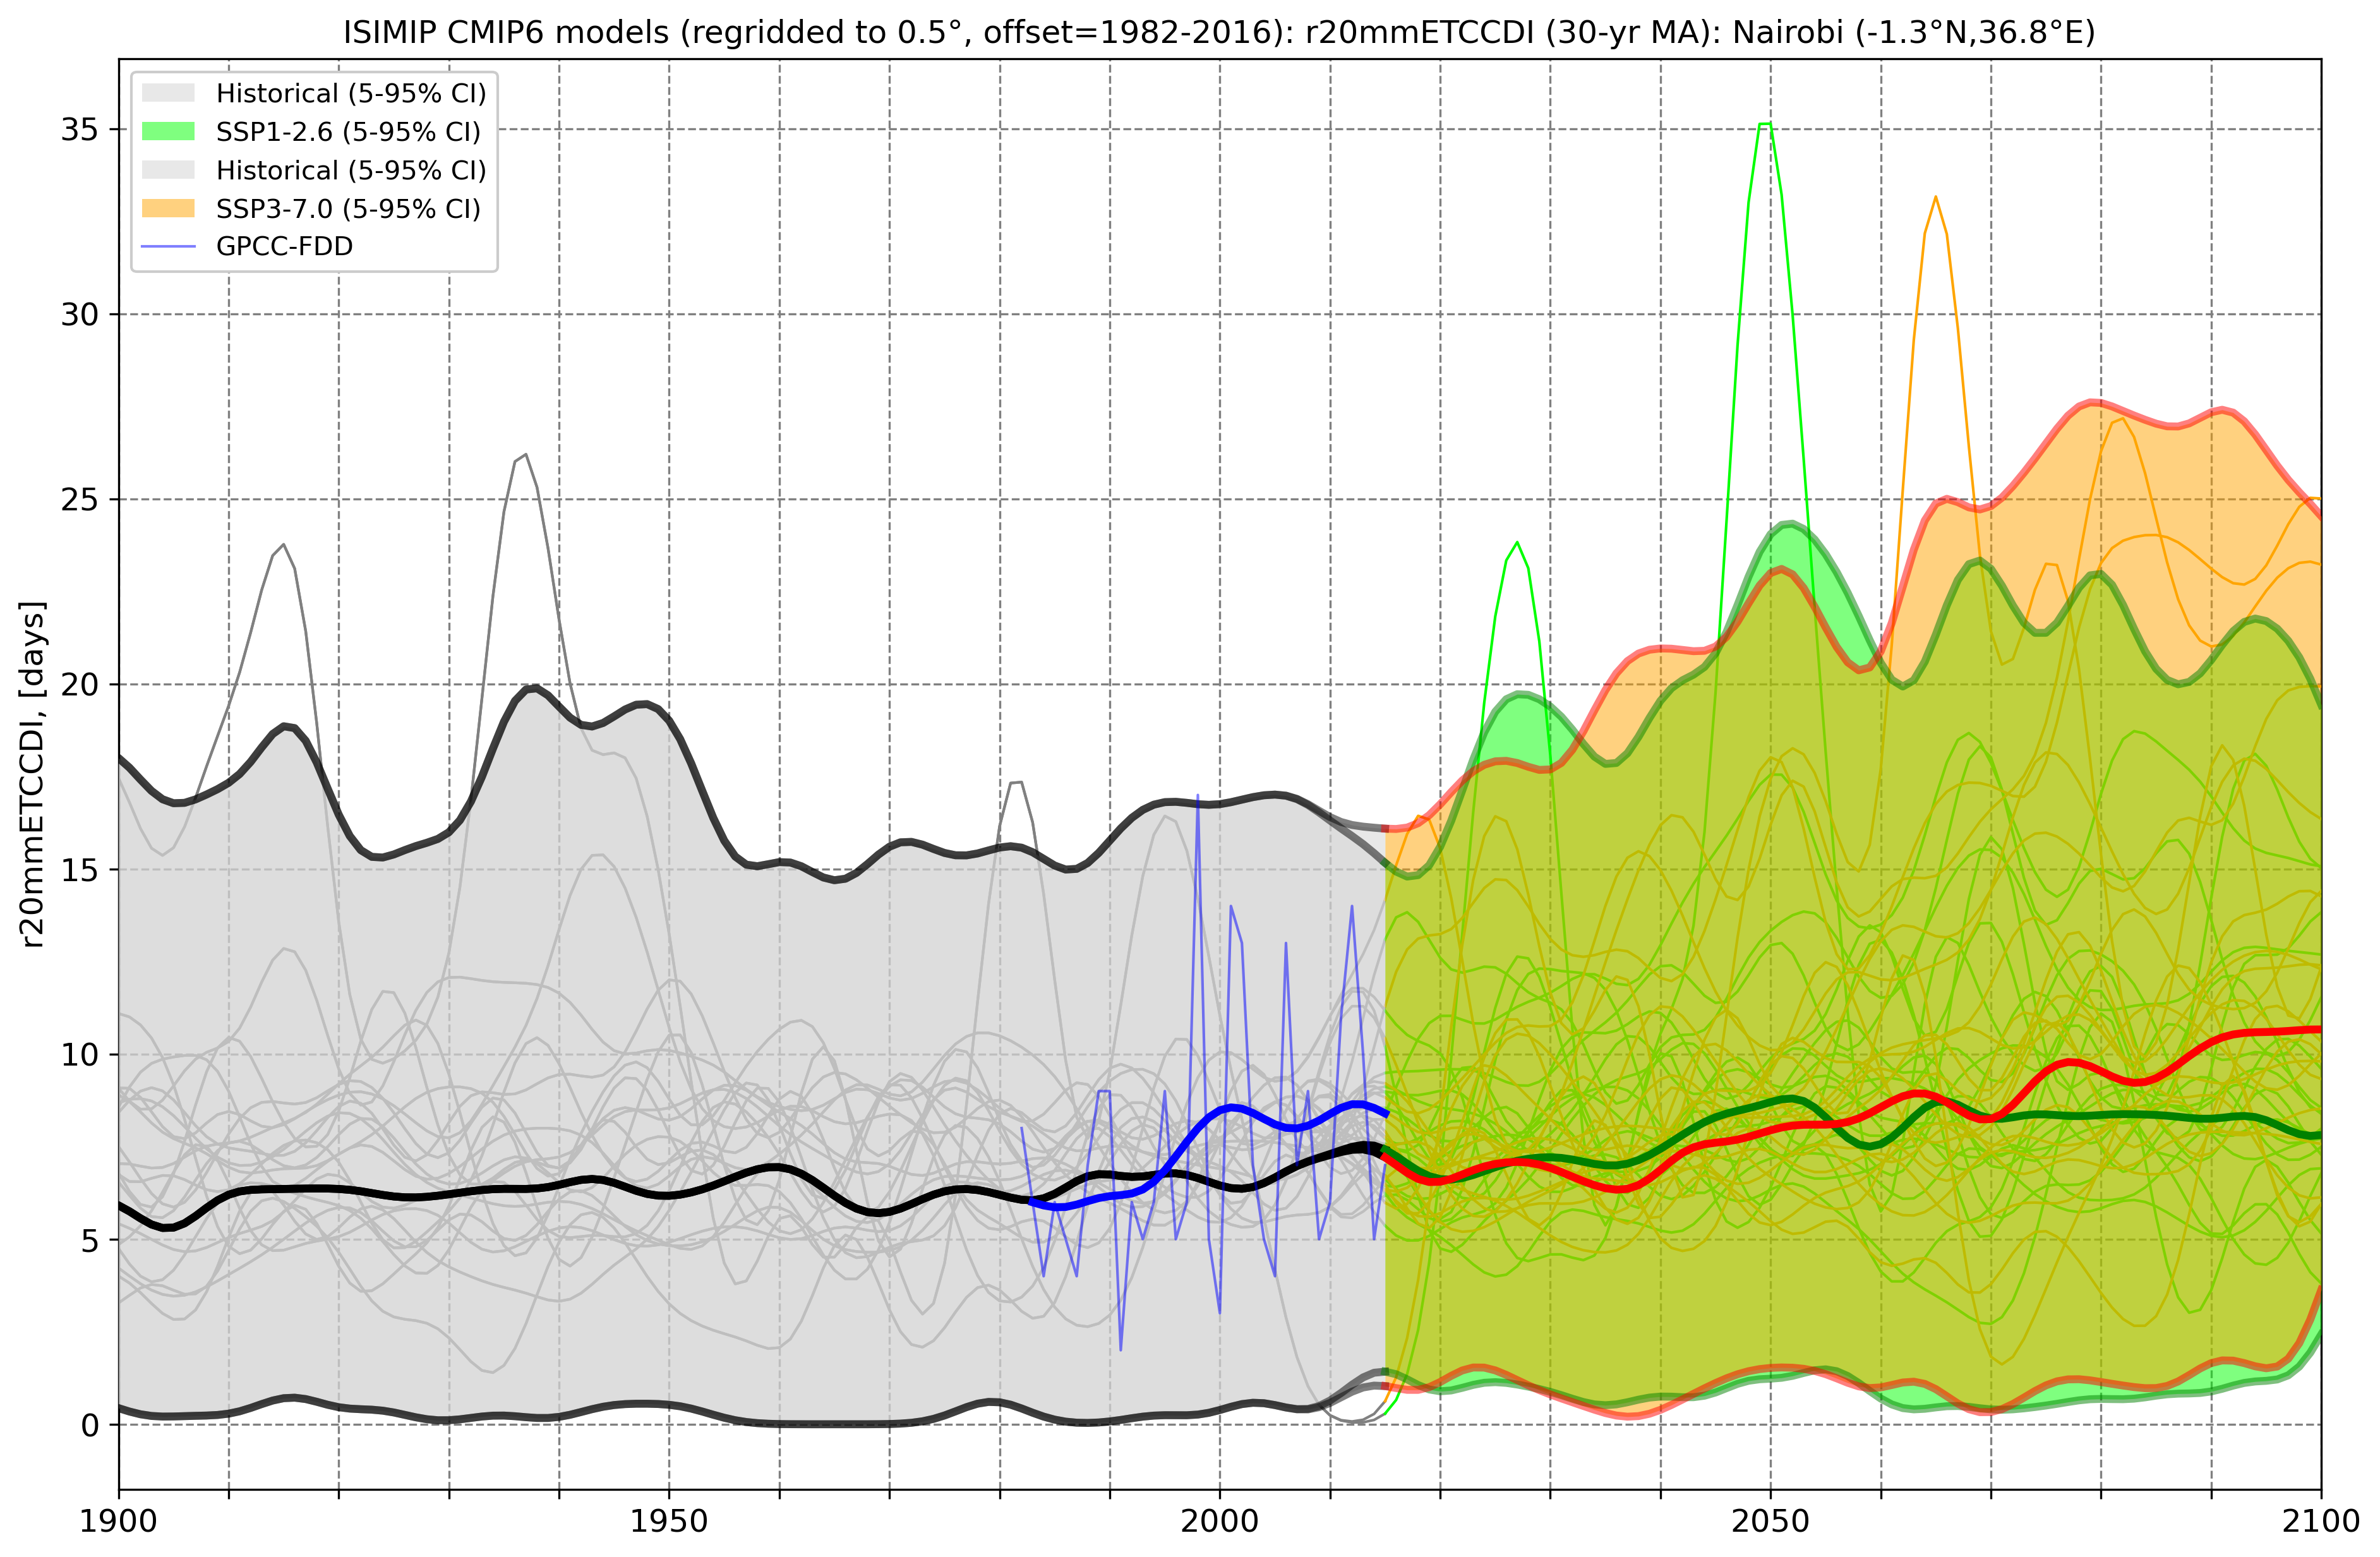 ISIMIP CMIP6 models (regridded to 0.5°, offset=1982-2016): r20mmETCCDI (30-yr MA): Nairobi (-1.3°N,36.8°E)
Historical (5-95% CI)
SSP1-2.6 (5-95% CI)
Historical (5-95% CI)
SSP3-7.0 (5-95% CI)
GPCC-FDD
r20mmETCCDI, [days]
35
30
25
20
15
10
5
0
1900
1950
2000
2050
2100